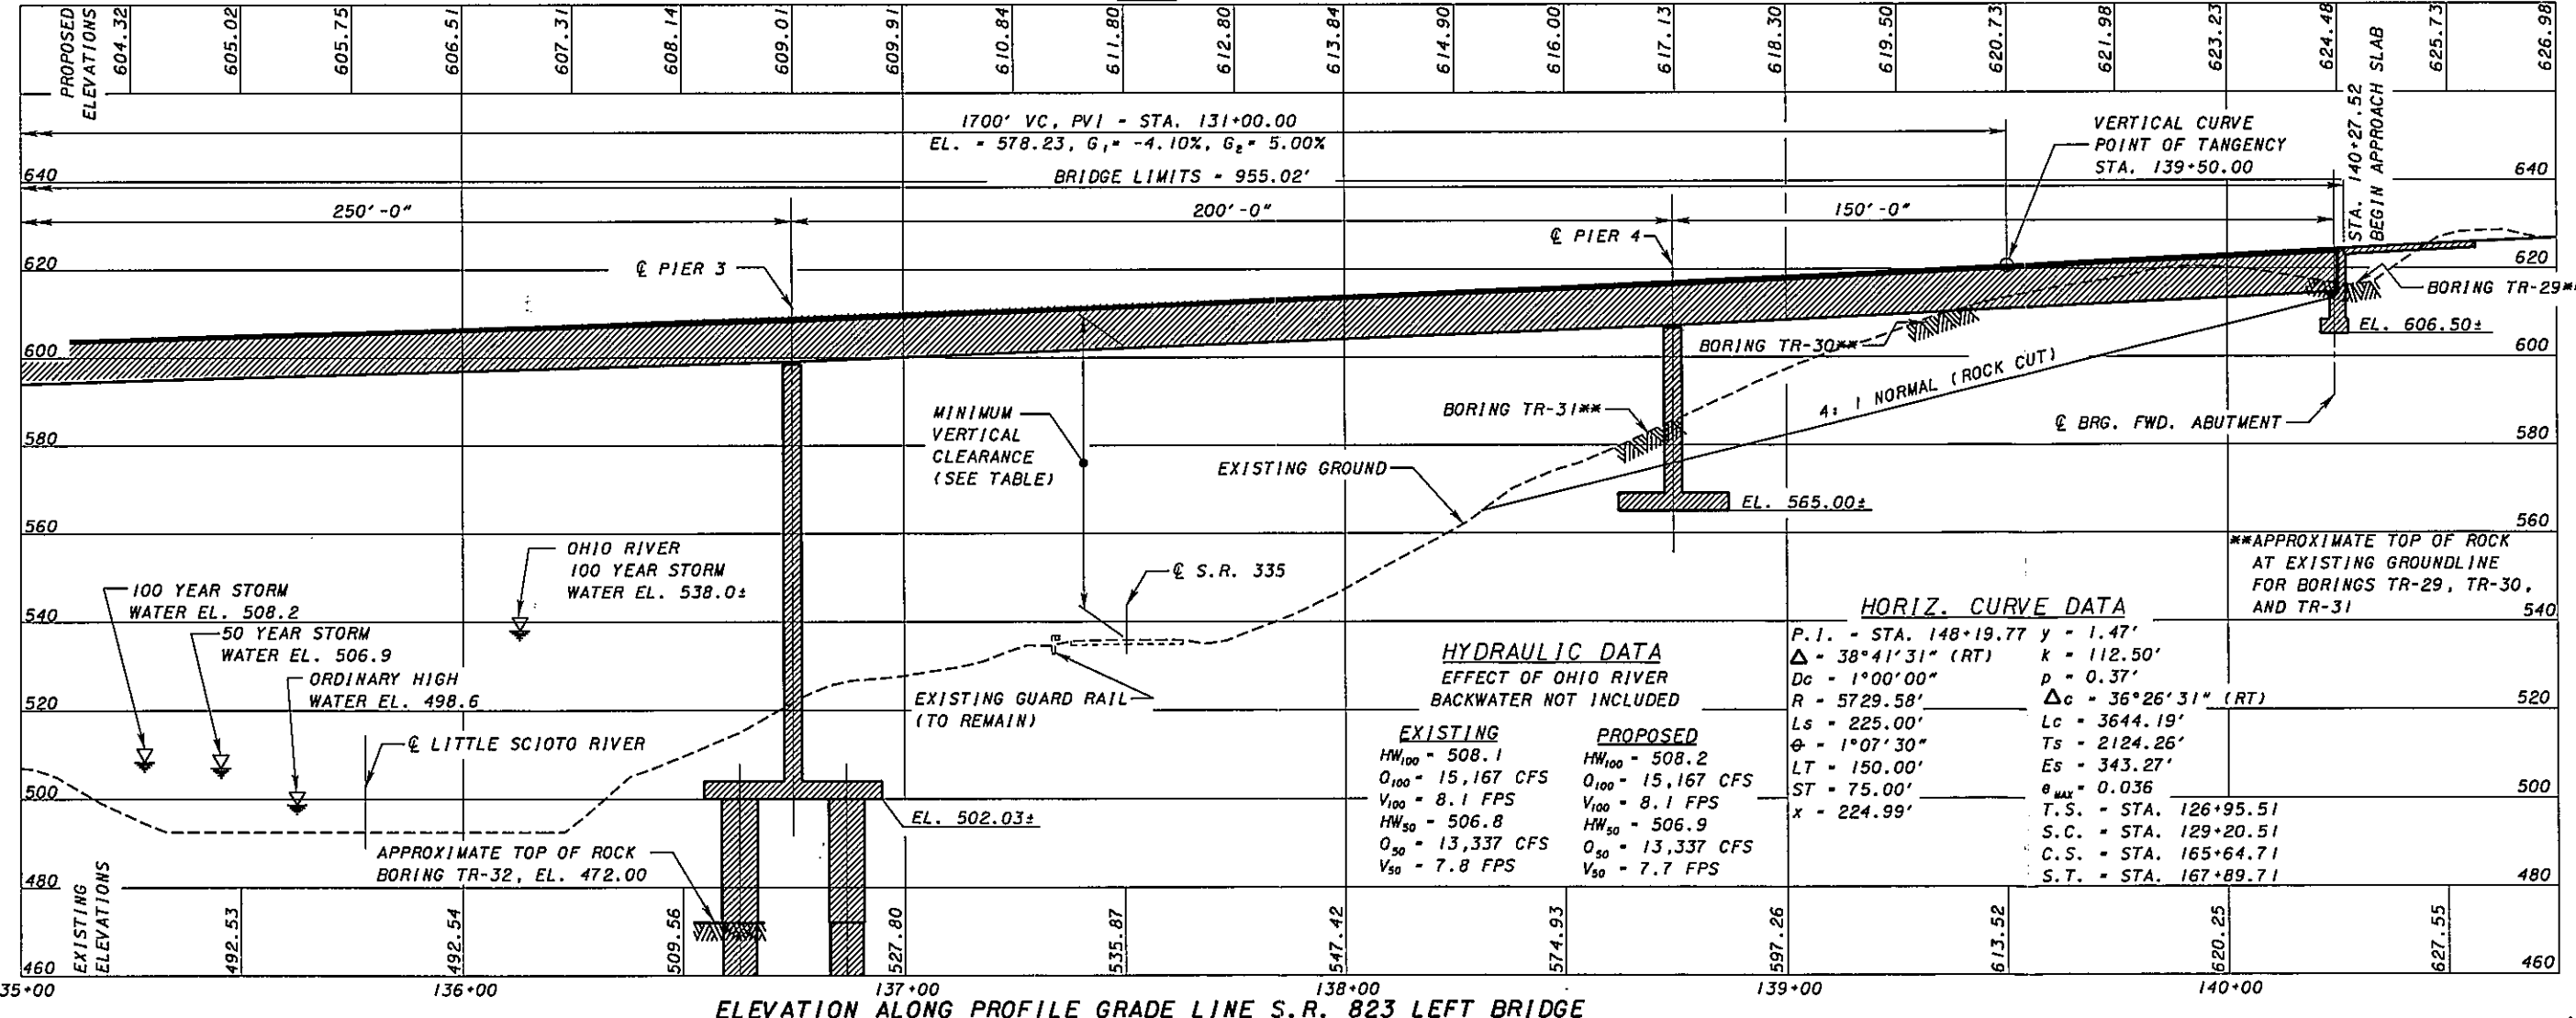 PROPOSED
ELEVATIONS
604.32
605.02
605.75
606.51
607.31
608.14
609.01
609.91
610.84
611.80
612.80
613.84
614.90
616.00
617.13
618.30
619.50
620.73
621.98
623.23
624.48
625.73
626.98
1700' VC, PVI = STA. 131+00.00
EL. = 578.23, G1= -4.10%, G2= 5.00%
BRIDGE LIMITS = 955.02'
VERTICAL CURVE
POINT OF TANGENCY
STA. 139+50.00
STA. 140+27.52
BEGIN APPROACH SLAB
640
640
250'-0"
200'-0"
150'-0"
℄ PIER 3
℄ PIER 4
620
620
BORING TR-29**
EL. 606.50±
600
600
BORING TR-30**
4: 1 NORMAL (ROCK CUT)
MINIMUM
VERTICAL
CLEARANCE
(SEE TABLE)
BORING TR-31**
℄ BRG. FWD. ABUTMENT
580
580
EXISTING GROUND
EL. 565.00±
560
560
OHIO RIVER
100 YEAR STORM
WATER EL. 538.0±
℄ S.R. 335
**APPROXIMATE TOP OF ROCK
AT EXISTING GROUNDLINE
FOR BORINGS TR-29, TR-30,
AND TR-31
100 YEAR STORM
WATER EL. 508.2
540
540
50 YEAR STORM
WATER EL. 506.9
ORDINARY HIGH
WATER EL. 498.6
520
520
EXISTING GUARD RAIL
(TO REMAIN)
℄ LITTLE SCIOTO RIVER
500
500
EL. 502.03±
APPROXIMATE TOP OF ROCK
BORING TR-32, EL. 472.00
480
480
HYDRAULIC DATA
EFFECT OF OHIO RIVER
BACKWATER NOT INCLUDED
EXISTING
HW100 = 508.1
Q100 = 15,167 CFS
V100 = 8.1 FPS
HW50 = 506.8
Q50 = 13,337 CFS
V50 = 7.8 FPS
PROPOSED
HW100 = 508.2
Q100 = 15,167 CFS
V100 = 8.1 FPS
HW50 = 506.9
Q50 = 13,337 CFS
V50 = 7.7 FPS
HORIZ. CURVE DATA
P.I. = STA. 148+19.77
Δ = 38°41'31" (RT)
Dc = 1°00'00"
R = 5729.58'
Ls = 225.00'
θ = 1°07'30"
LT = 150.00'
ST = 75.00'
x = 224.99'
y = 1.47'
k = 112.50'
p = 0.37'
Δc = 36°26'31" (RT)
Lc = 3644.19'
Ts = 2124.26'
Es = 343.27'
eMAX = 0.036
T.S. = STA. 126+95.51
S.C. = STA. 129+20.51
C.S. = STA. 165+64.71
S.T. = STA. 167+89.71
EXISTING
ELEVATIONS
492.53
492.54
509.56
527.80
535.87
547.42
574.93
597.26
613.52
620.25
627.55
460
460
35+00
136+00
137+00
138+00
139+00
140+00
ELEVATION ALONG PROFILE GRADE LINE S.R. 823 LEFT BRIDGE